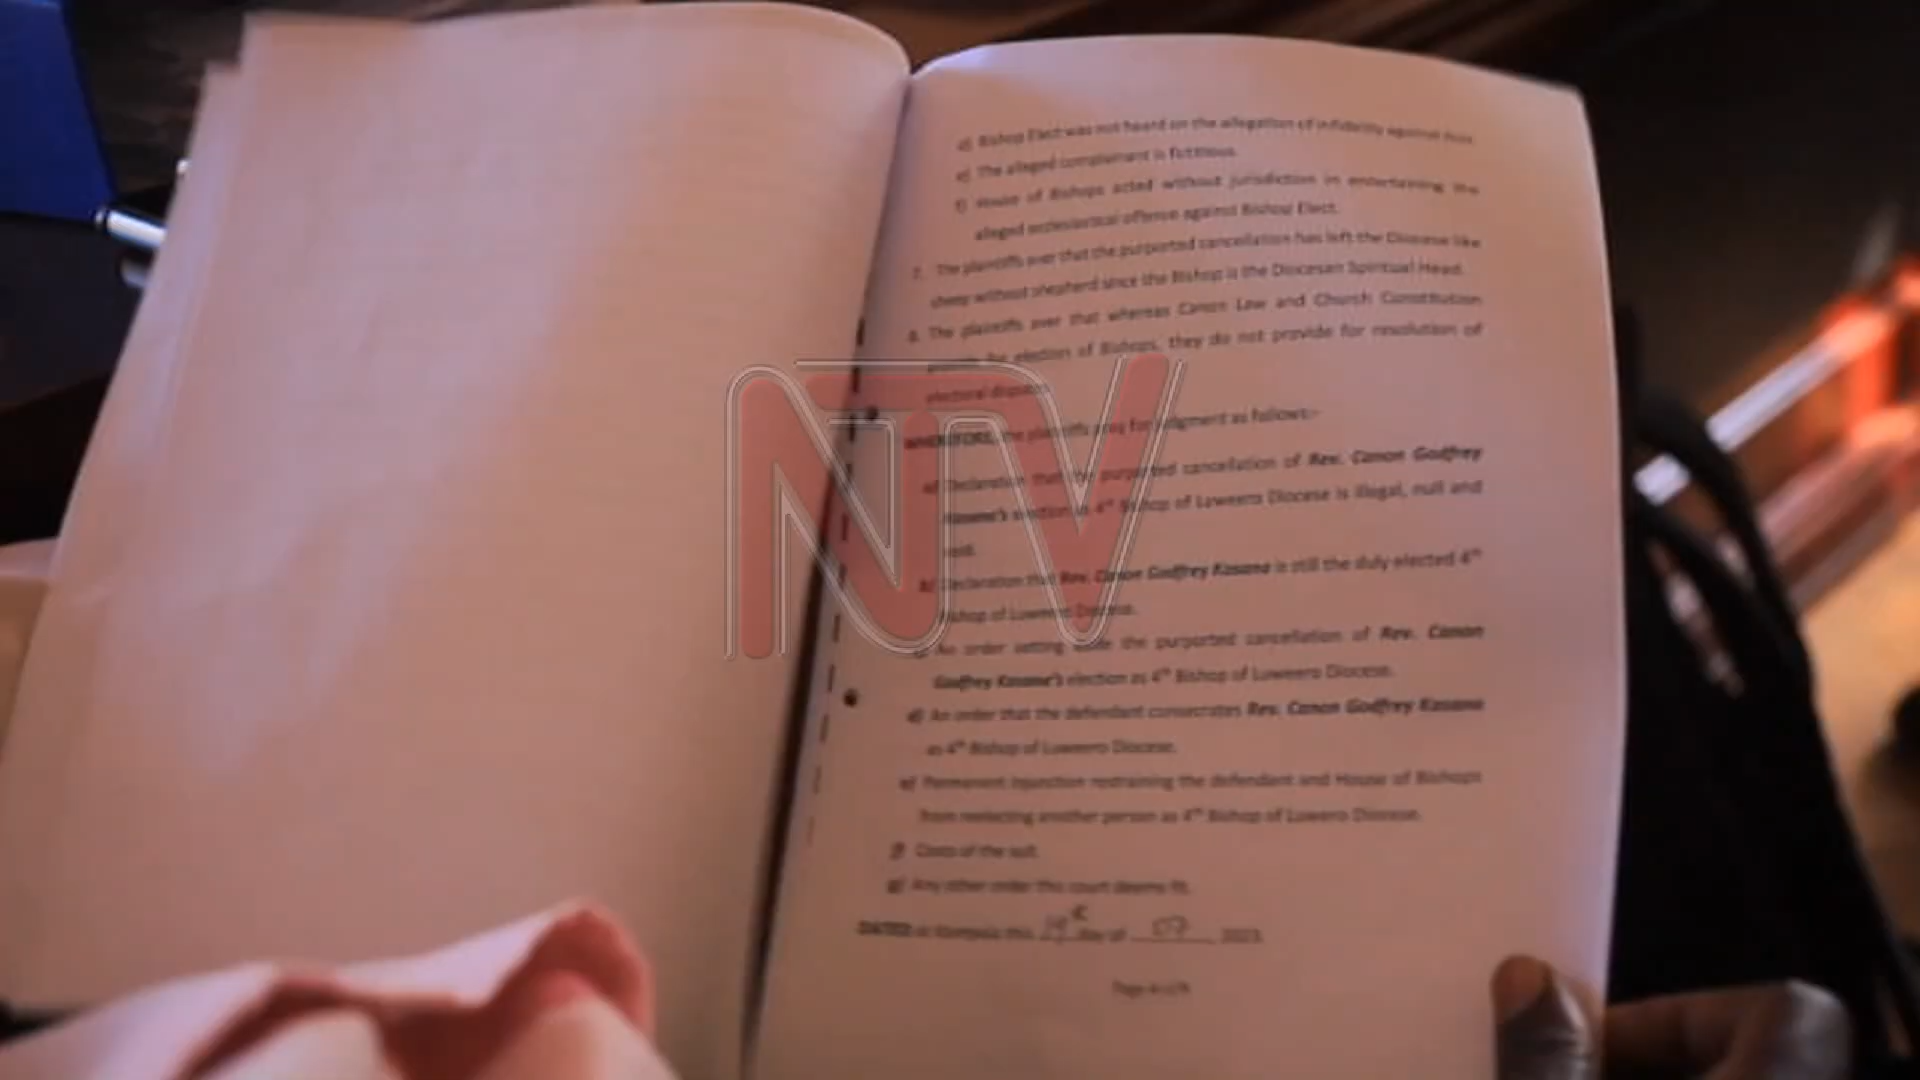 d) Bishop Elect was not heard on the allegation of infidelity against him.
e) The alleged complainant is fictitious.
f) House of Bishops acted without jurisdiction in entertaining the
alleged ecclesiastical offense against Bishop Elect.
7. The plaintiffs aver that the purported cancellation has left the Diocese like
sheep without shepherd since the Bishop is the Diocesan Spiritual Head.
8. The plaintiffs aver that whereas Canon Law and Church Constitution
for election of Bishops, they do not provide for resolution of
electoral disputes.
WHEREFORE, the plaintiffs pray for judgment as follows:-
a) Declaration that the purported cancellation of Rev. Canon Godfrey
Kasana's election as 4th Bishop of Luweero Diocese is illegal, null and
void.
b) Declaration that Rev. Canon Godfrey Kasana is still the duly elected 4th
Bishop of Luweero Diocese.
c) An order setting aside the purported cancellation of Rev. Canon
Godfrey Kasana's election as 4th Bishop of Luweero Diocese.
d) An order that the defendant consecrates Rev. Canon Godfrey Kasana
as 4th Bishop of Luweero Diocese.
e) Permanent injunction restraining the defendant and House of Bishops
from reelecting another person as 4th Bishop of Luwero Diocese.
f) Costs of the suit.
g) Any other order this court deems fit.
DATED at Kampala this day of 07 2023.
NTV